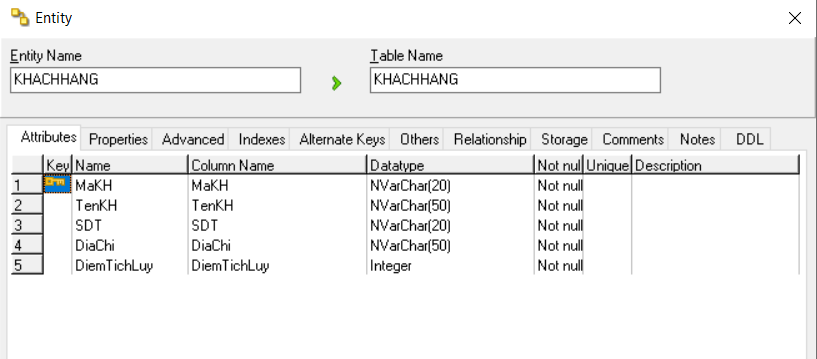 Entity
Entity Name
Table Name
KHACHHANG
KHACHHANG
Attributes Properties Advanced Indexes Alternate Keys Others Relationship Storage Comments Notes DDL
Key Name Column Name Datatype Not nul Unique Description
1 MaKH MaKH NVarChar(20) Not null
2 TenKH TenKH NVarChar(50) Not null
3 SDT SDT NVarChar(20) Not null
4 DiaChi DiaChi NVarChar(50) Not null
5 DiemTichLuy DiemTichLuy Integer Not null